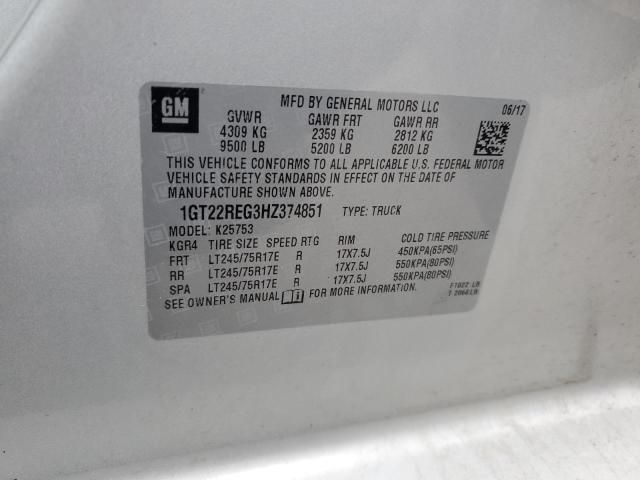 GM
MFD BY GENERAL MOTORS LLC 06/17
GVWR GAWR FRT GAWR RR
4309 KG 2359 KG 2812 KG
9500 LB 5200 LB 6200 LB
THIS VEHICLE CONFORMS TO ALL APPLICABLE U.S. FEDERAL MOTOR
VEHICLE SAFETY STANDARDS IN EFFECT ON THE DATE OF
MANUFACTURE SHOWN ABOVE.
1GT22REG3HZ374851 TYPE: TRUCK
MODEL: K25753
KGR4 TIRE SIZE SPEED RTG RIM COLD TIRE PRESSURE
FRT LT245/75R17E R 17X7.5J 450KPA(65PSI)
RR LT245/75R17E R 17X7.5J 550KPA(80PSI)
SPA LT245/75R17E R 17X7.5J 550KPA(80PSI)
SEE OWNER'S MANUAL FOR MORE INFORMATION.
LB
T LB